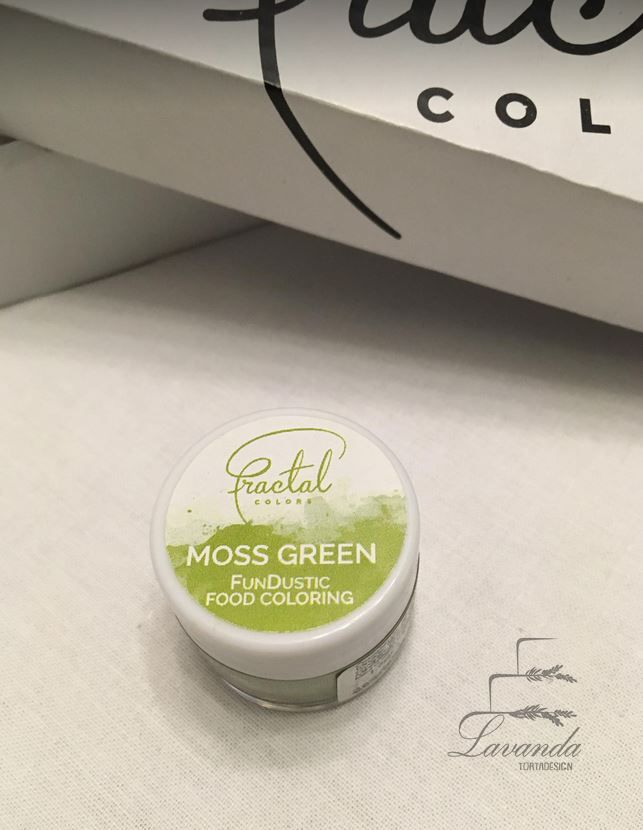 COL
fractal
COLORS
MOSS GREEN
FUNDUSTIC
FOOD COLORING
Lavanda
TORTADESIGN